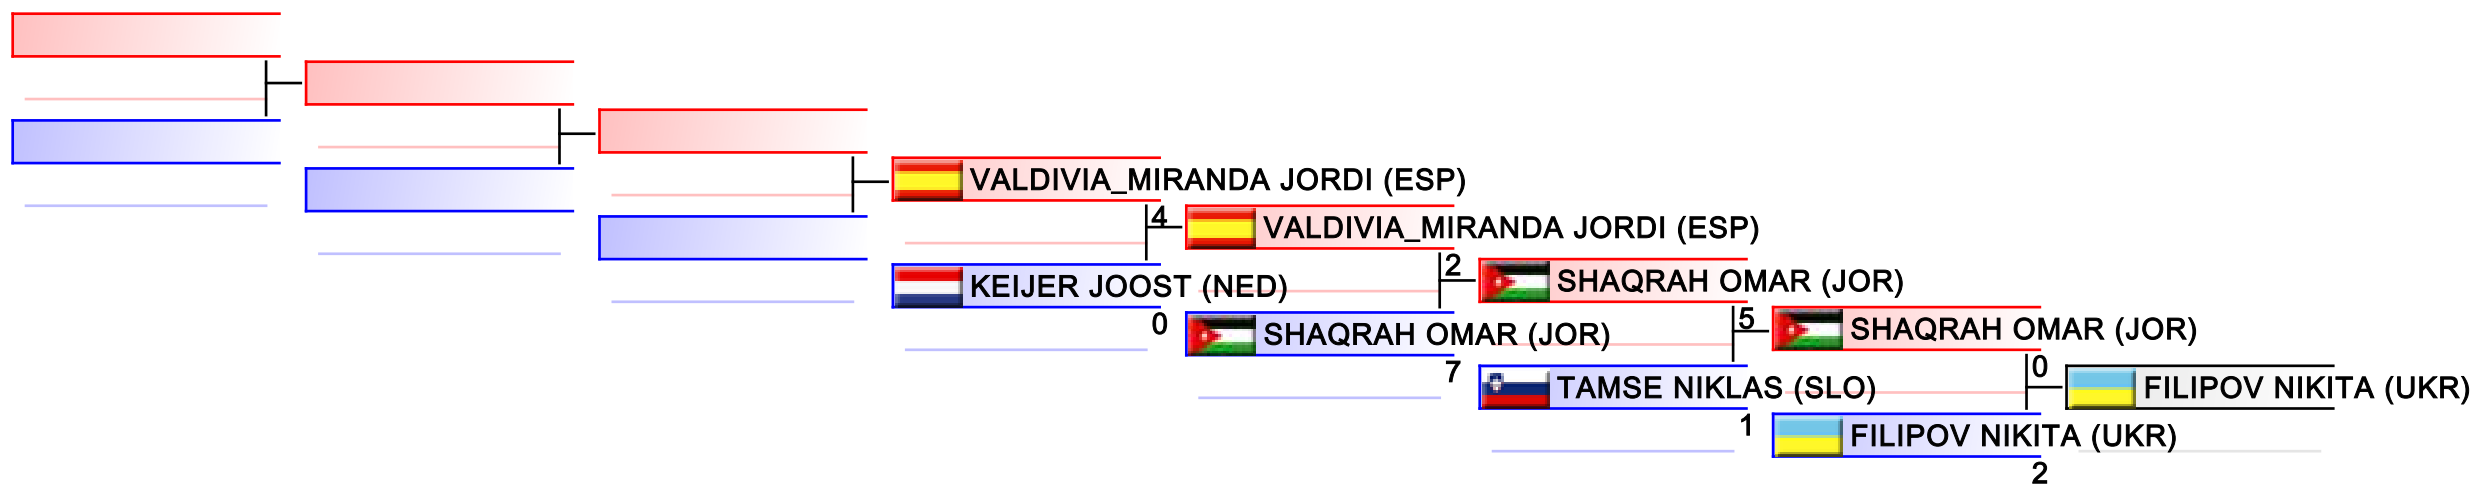 VALDIVIA_MIRANDA JORDI (ESP)
4
KEIJER JOOST (NED)
0
VALDIVIA_MIRANDA JORDI (ESP)
2
SHAQRAH OMAR (JOR)
7
SHAQRAH OMAR (JOR)
5
TAMSE NIKLAS (SLO)
1
SHAQRAH OMAR (JOR)
0
FILIPOV NIKITA (UKR)
2
FILIPOV NIKITA (UKR)